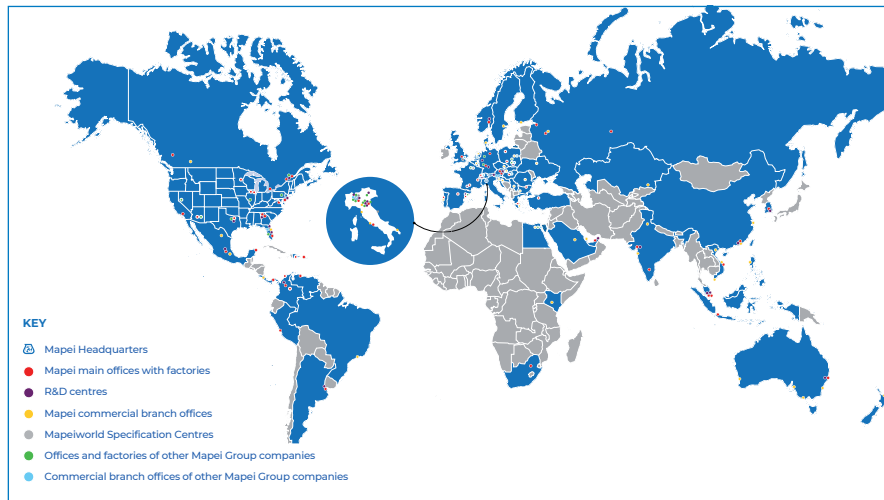 KEY
Mapei Headquarters
Mapei main offices with factories
R&D centres
Mapei commercial branch offices
Mapeiworld Specification Centres
Offices and factories of other Mapei Group companies
Commercial branch offices of other Mapei Group companies